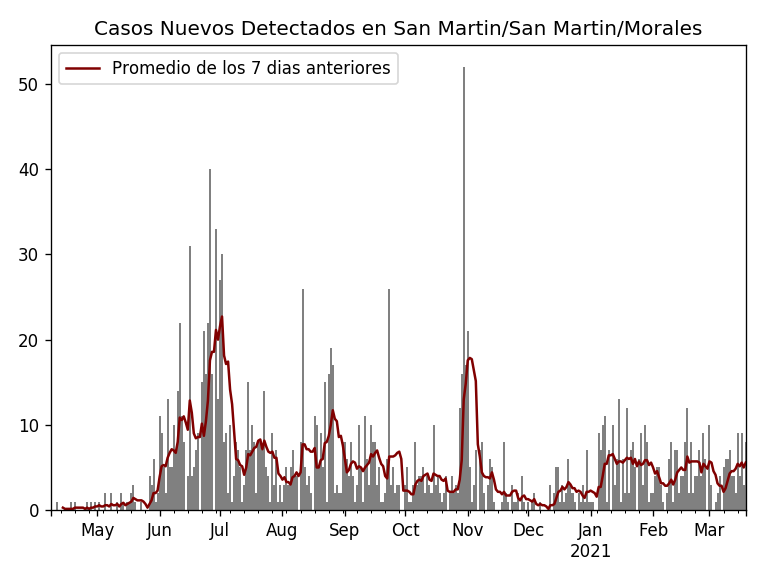 Casos Nuevos Detectados en San Martin/San Martin/Morales
Promedio de los 7 dias anteriores
50
40
30
20
10
0
May Jun Jul Aug Sep Oct Nov Dec Jan Feb Mar
2021